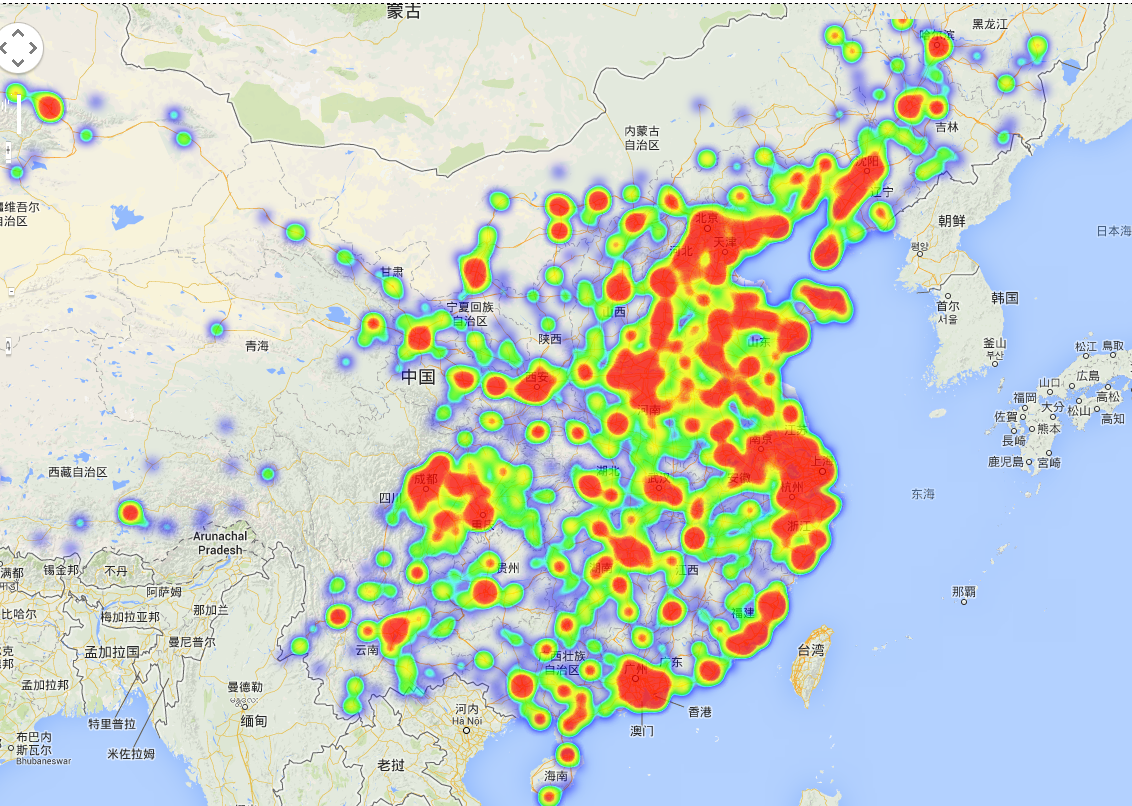 蒙古
黑龙江
哈尔滨
吉林
内蒙古
自治区
沈阳
辽宁
维吾尔
自治区
朝鲜
평양
日本海
北京
天津
河北
甘肃
宁夏回族
自治区
山西
首尔
서울
韩国
陕西
青海
山东
釜山
부산
松江
鳥取
中国
西安
広島
山口
福岡
大分
松山
高松
高知
佐賀
熊本
長崎
鹿児島
宮崎
河南
江苏
南京
上海
西藏自治区
成都
四川
湖北
武汉
安徽
杭州
东海
重庆
浙江
Arunachal
Pradesh
锡金邦
不丹
贵州
湖南
江西
阿萨姆
那加兰
那霸
比哈尔
梅加拉亚邦
福建
曼尼普尔
孟加拉国
云南
台湾
广西壮族
自治区
广东
广州
孟加拉邦
曼德勒
特里普拉
缅甸
河内
Hà Nội
香港
澳门
布巴内
斯瓦尔
Bhubaneswar
米佐拉姆
老挝
海南